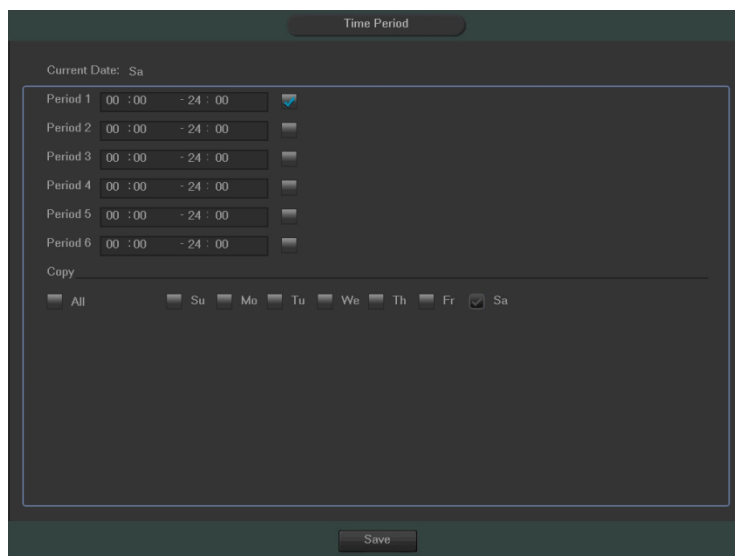 Time Period
Current Date: Sa
Period 1 00 :00 - 24 : 00
Period 2 00 :00 - 24 : 00
Period 3 00 :00 - 24 : 00
Period 4 00 :00 - 24 : 00
Period 5 00 :00 - 24 : 00
Period 6 00 :00 - 24 : 00
Copy
All Su Mo Tu We Th Fr Sa
Save